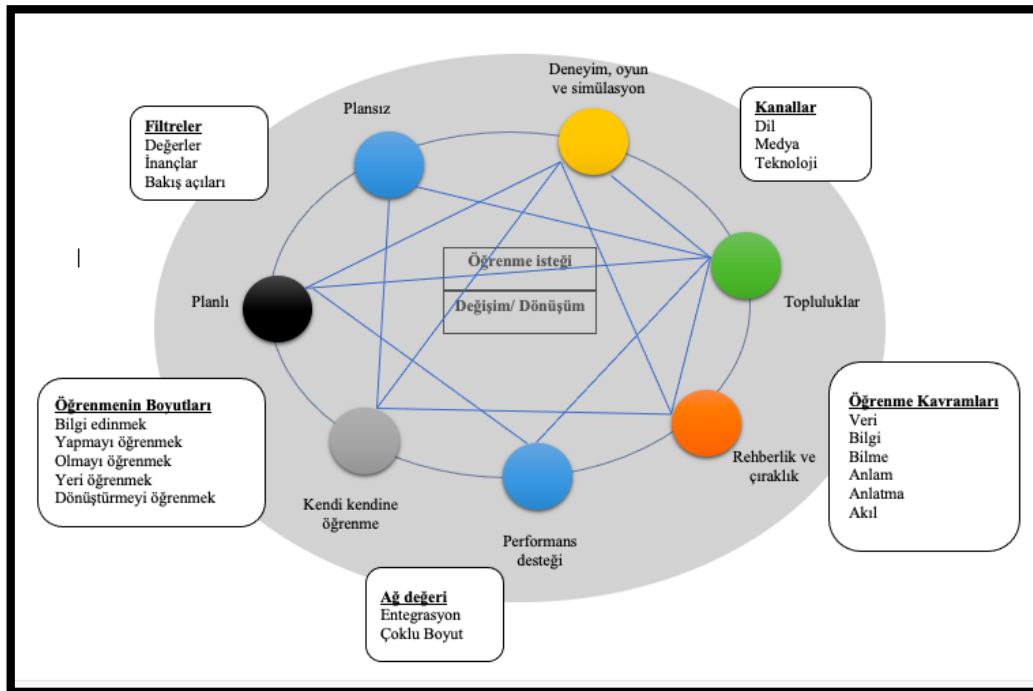 Deneyim, oyun
ve simülasyon
Plansız
Filtreler
Değerler
İnançlar
Bakış açıları
Kanallar
Dil
Medya
Teknoloji
Öğrenme isteği
Değişim/ Dönüşüm
Planlı
Topluluklar
Öğrenmenin Boyutları
Bilgi edinmek
Yapmayı öğrenmek
Olmayı öğrenmek
Yeri öğrenmek
Dönüştürmeyi öğrenmek
Öğrenme Kavramları
Veri
Bilgi
Bilme
Anlam
Anlatma
Akıl
Rehberlik ve
çıraklık
Kendi kendine
öğrenme
Performans
desteği
Ağ değeri
Entegrasyon
Çoklu Boyut